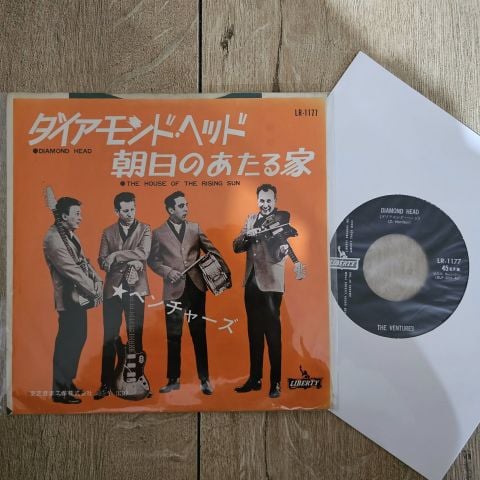 LR-1177
ダイアモンド・ヘッド
●DIAMOND HEAD
朝日のあたる家
●THE HOUSE OF THE RISING SUN
★ベンチャーズ
LIBERTY
DIAMOND HEAD
LIBERTY
LR-1177
45 R.P.M.
THE VENTURES